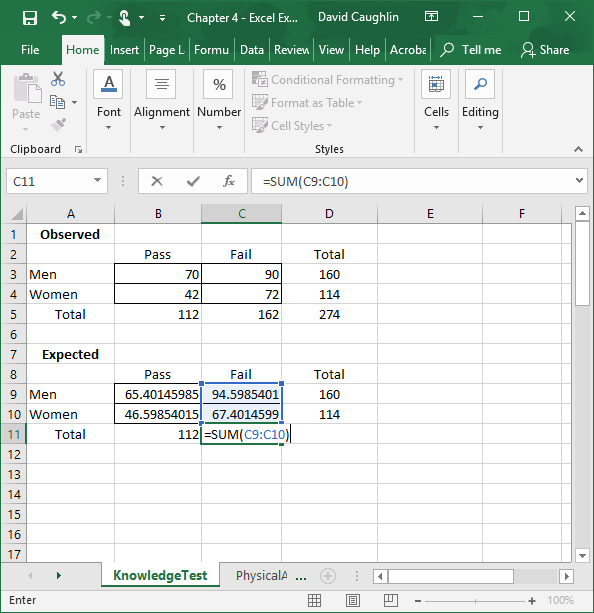 Chapter 4 - Excel Ex... David Caughlin
File Home Insert Page L Formu Data Review View Help Acroba Tell me Share
Paste Font Alignment Number Conditional Formatting Format as Table Cell Styles Cells Editing
Clipboard Styles
C11 fx =SUM(C9:C10)
A B C D E F
1 Observed
2 Pass Fail Total
3 Men 70 90 160
4 Women 42 72 114
5 Total 112 162 274
6
7 Expected
8 Pass Fail Total
9 Men 65.40145985 94.5985401 160
10 Women 46.59854015 67.4014599 114
11 Total 112 =SUM(C9:C10)
12
13
14
15
16
17
KnowledgeTest PhysicalA ...
Enter 100%